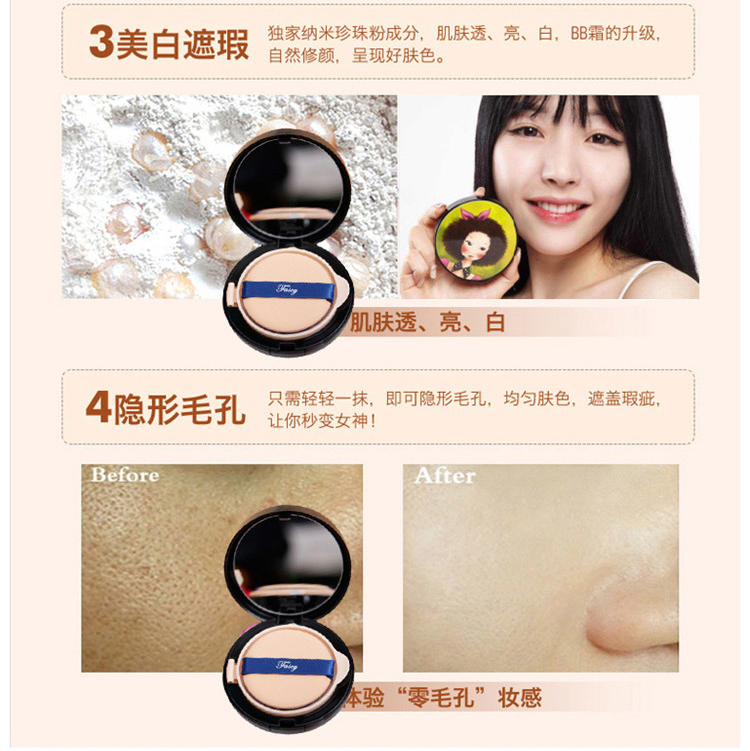 3美白遮瑕
独家纳米珍珠粉成分，肌肤透、亮、白，BB霜的升级，
自然修颜，呈现好肤色。
Fascy
肌肤透、亮、白
4隐形毛孔
只需轻轻一抹，即可隐形毛孔，均匀肤色，遮盖瑕疵，
让你秒变女神！
Before
After
Fascy
体验“零毛孔”妆感